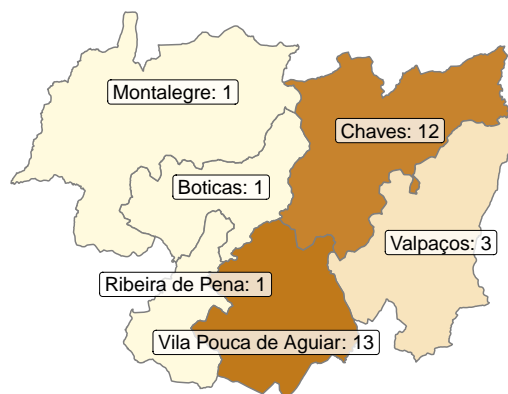 Montalegre: 1
Chaves: 12
Boticas: 1
Valpaços: 3
Ribeira de Pena: 1
Vila Pouca de Aguiar: 13